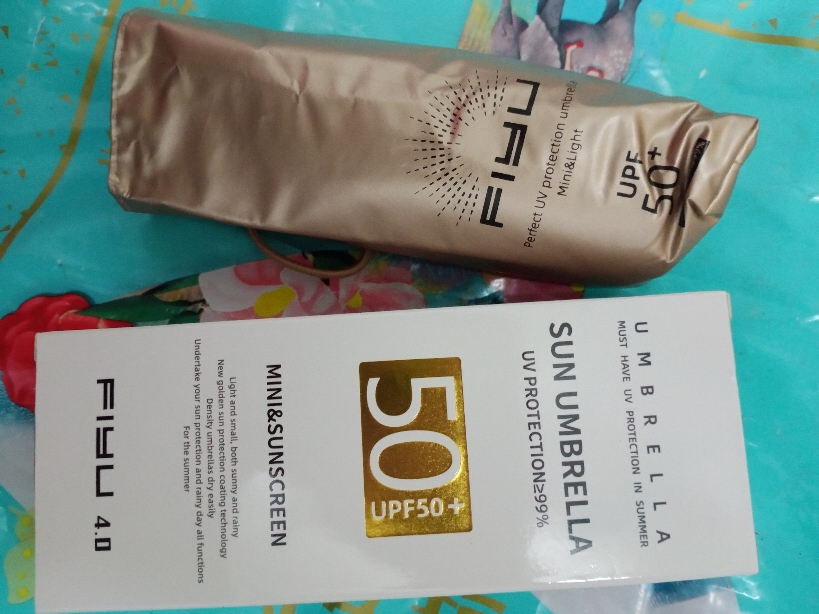 FIYU
Perfect UV protection umbrella
Mini&Light
UPF
50+
UMBRELLA
MUST HAVE UV PROTECTION IN SUMMER
SUN UMBRELLA
UV PROTECTION≥99%
50
UPF50+
MINI&SUNSCREEN
Light and small, both sunny and rainy
New golden sun protection coating technology
Density umbrellas dry easily
Undertake your sun protection and rainy day all functions
For the summer
FIYU 4.0